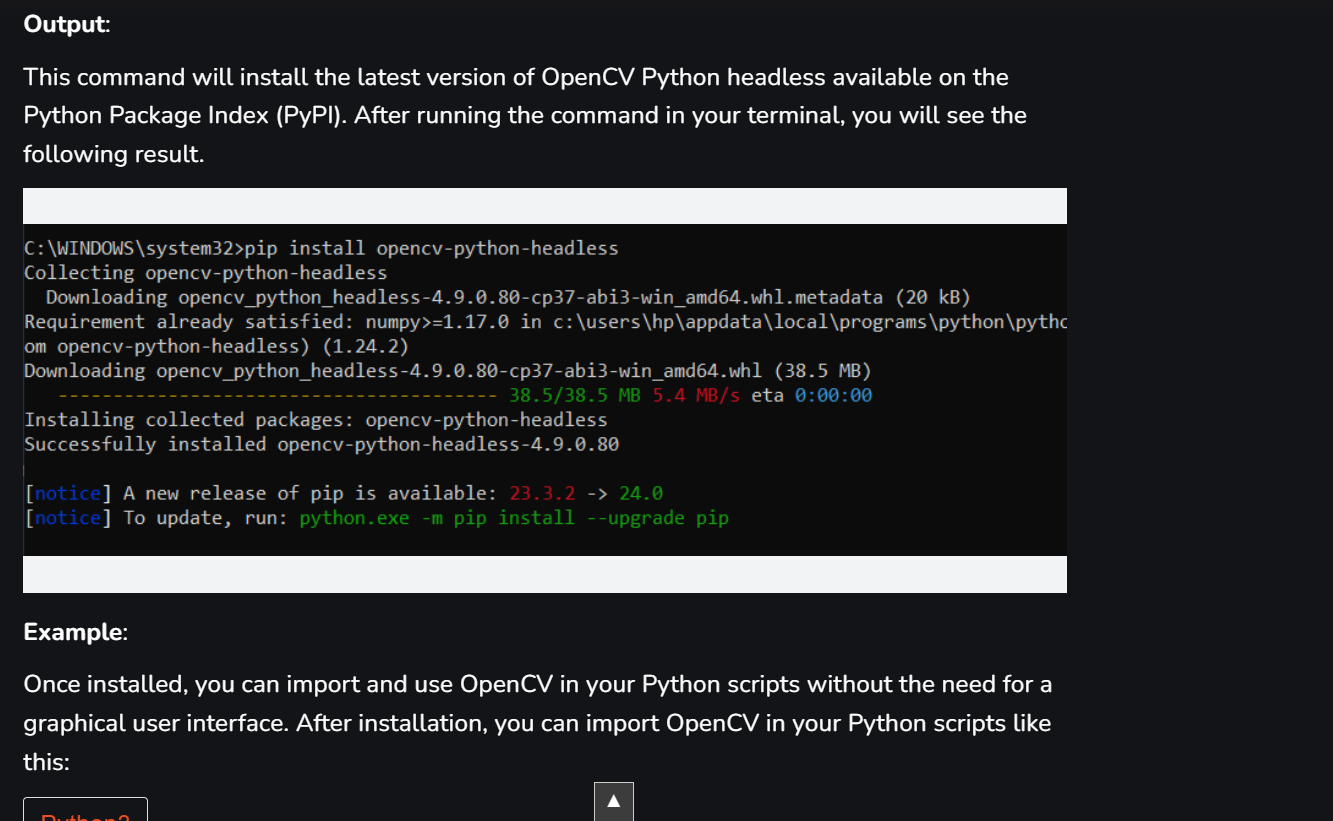 Output:
This command will install the latest version of OpenCV Python headless available on the
Python Package Index (PyPI). After running the command in your terminal, you will see the
following result.
C:\WINDOWS\system32>pip install opencv-python-headless
Collecting opencv-python-headless
  Downloading opencv_python_headless-4.9.0.80-cp37-abi3-win_amd64.whl.metadata (20 kB)
Requirement already satisfied: numpy>=1.17.0 in c:\users\hp\appdata\local\programs\python\pythc
om opencv-python-headless) (1.24.2)
Downloading opencv_python_headless-4.9.0.80-cp37-abi3-win_amd64.whl (38.5 MB)
---------------------------------------- 38.5/38.5 MB 5.4 MB/s eta 0:00:00
Installing collected packages: opencv-python-headless
Successfully installed opencv-python-headless-4.9.0.80
[notice] A new release of pip is available: 23.3.2 -> 24.0
[notice] To update, run: python.exe -m pip install --upgrade pip
Example:
Once installed, you can import and use OpenCV in your Python scripts without the need for a
graphical user interface. After installation, you can import OpenCV in your Python scripts like
this:
Python3